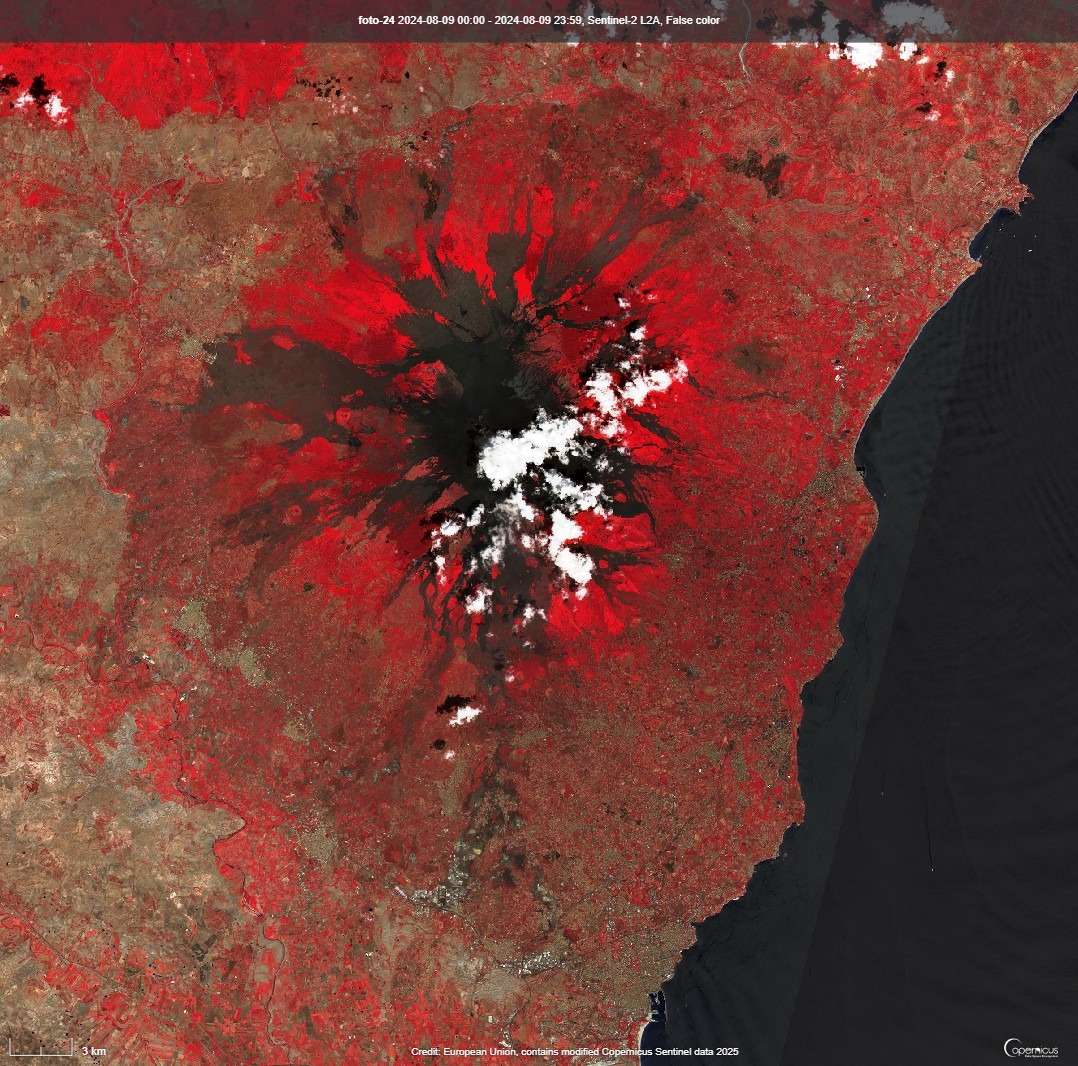 foto-24 2024-08-09 00:00 - 2024-08-09 23:59, Sentinel-2 L2A, False color
3 km
Credit: European Union, contains modified Copernicus Sentinel data 2025
Copernicus